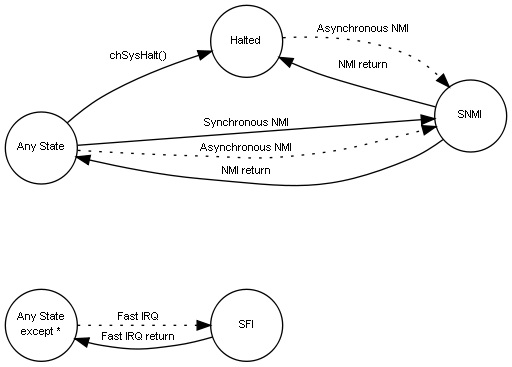 Asynchronous NMI
Halted
chSysHalt()
NMI return
SNMI
Synchronous NMI
Any State
Asynchronous NMI
NMI return
Any State
except *
Fast IRQ
SFI
Fast IRQ return